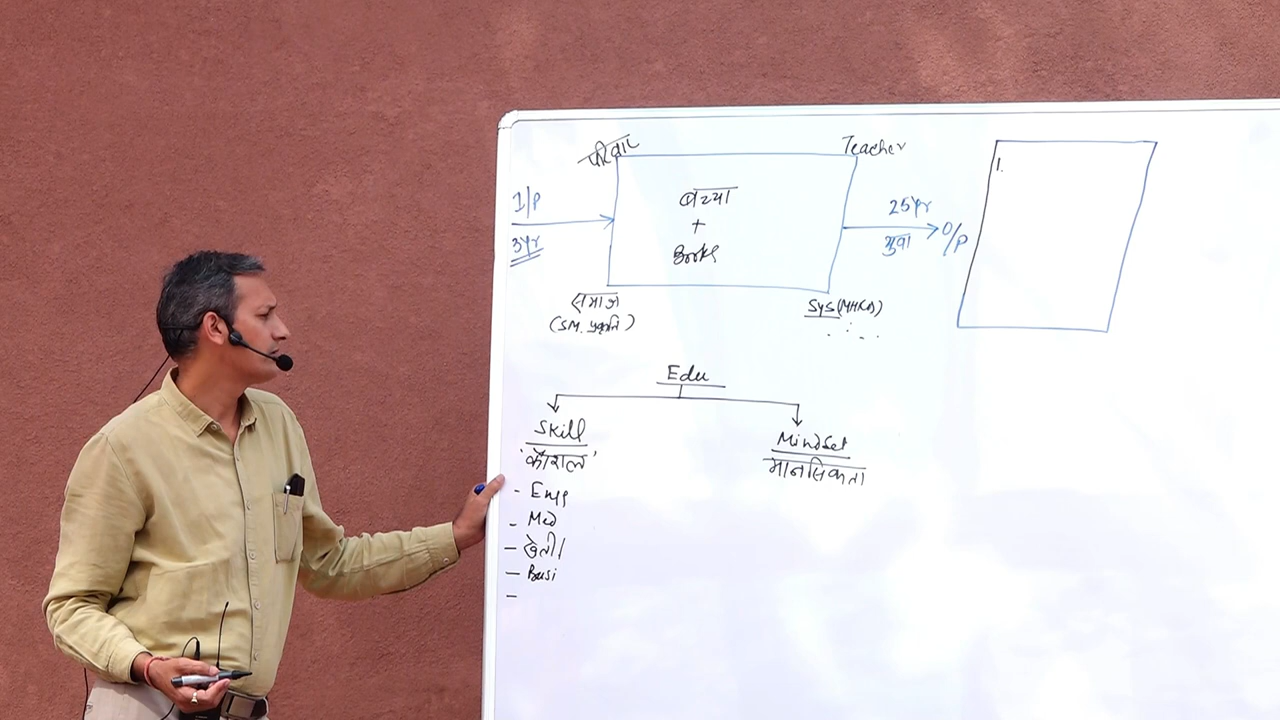 परिवार
Teacher
1.
I/P
3yr
बच्चा
+
Books
25yr
युवा
O/P
समाज
(SM. प्रकृति)
Sys(MHRD)
Edu
Skill
'कौशल'
Mindset
मानसिकता
- Eng
- Med
- खेती/
- Busi
-